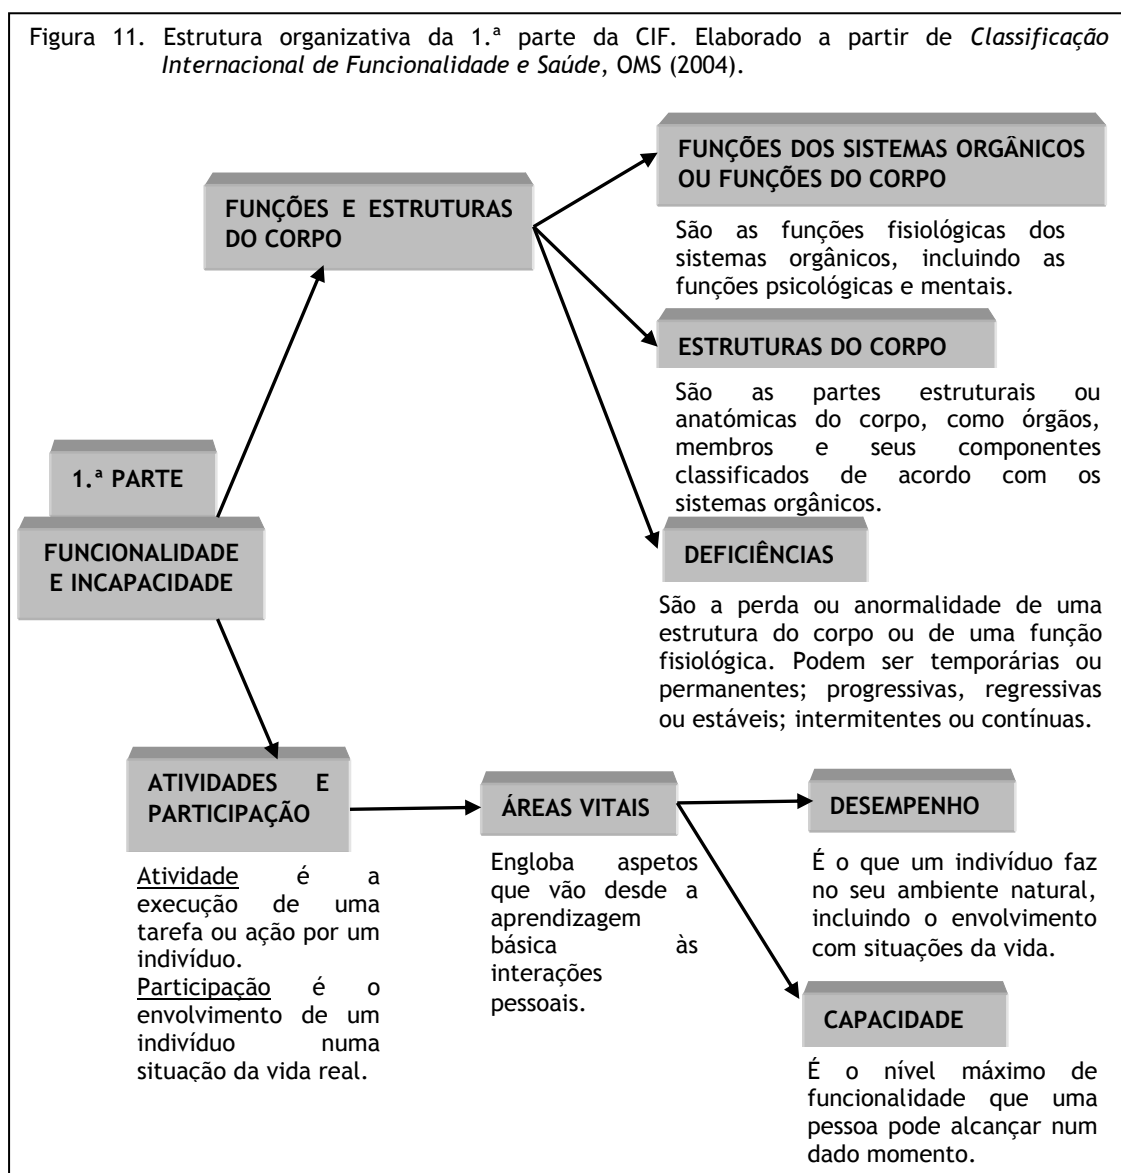 Figura 11. Estrutura organizativa da 1.ª parte da CIF. Elaborado a partir de Classificação
Internacional de Funcionalidade e Saúde, OMS (2004).
FUNÇÕES DOS SISTEMAS ORGÂNICOS
OU FUNÇÕES DO CORPO
São as funções fisiológicas dos
sistemas orgânicos, incluindo as
funções psicológicas e mentais.
FUNÇÕES E ESTRUTURAS
DO CORPO
ESTRUTURAS DO CORPO
São as partes estruturais ou
anatómicas do corpo, como órgãos,
membros e seus componentes
classificados de acordo com os
sistemas orgânicos.
1.ª PARTE
FUNCIONALIDADE
E INCAPACIDADE
DEFICIÊNCIAS
São a perda ou anormalidade de uma
estrutura do corpo ou de uma função
fisiológica. Podem ser temporárias ou
permanentes; progressivas, regressivas
ou estáveis; intermitentes ou contínuas.
ATIVIDADES E
PARTICIPAÇÃO
Atividade é a
execução de uma
tarefa ou ação por um
indivíduo.
Participação é o
envolvimento de um
indivíduo numa
situação da vida real.
ÁREAS VITAIS
Engloba aspetos
que vão desde a
aprendizagem
básica às
interações
pessoais.
DESEMPENHO
É o que um indivíduo faz
no seu ambiente natural,
incluindo o envolvimento
com situações da vida.
CAPACIDADE
É o nível máximo de
funcionalidade que uma
pessoa pode alcançar num
dado momento.